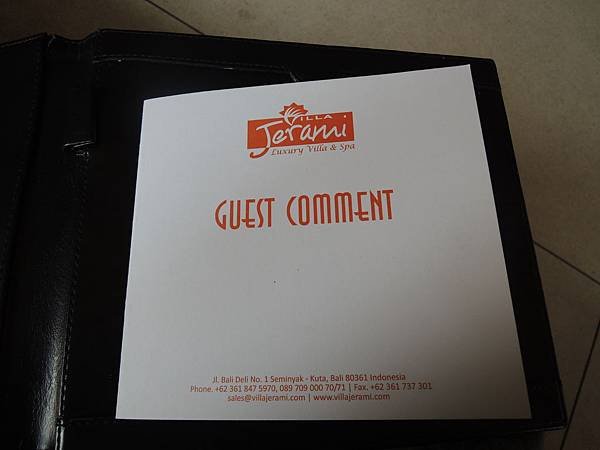 VILLA
Jerami
Luxury Villa & Spa
GUEST COMMENT
Jl. Bali Deli No. 1 Seminyak - Kuta, Bali 80361 Indonesia
Phone. +62 361 847 5970, 089 709 000 70/71 | Fax. +62 361 737 301
sales@villajerami.com | www.villajerami.com